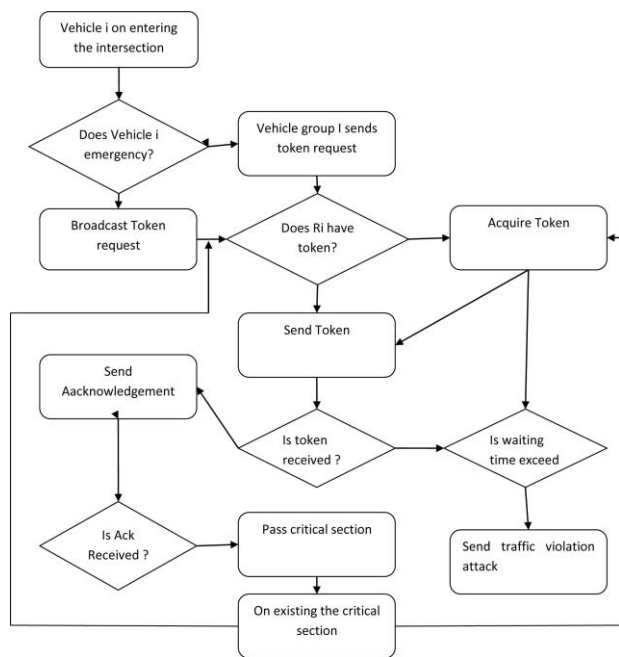 Vehicle i on entering
the intersection
Does Vehicle i
emergency?
Vehicle group I sends
token request
Broadcast Token
request
Does Ri have
token?
Acquire Token
Send Token
Send
Aacknowledgement
Is token
received ?
Is waiting
time exceed
Is Ack
Received ?
Pass critical section
Send traffic violation
attack
On existing the critical
section